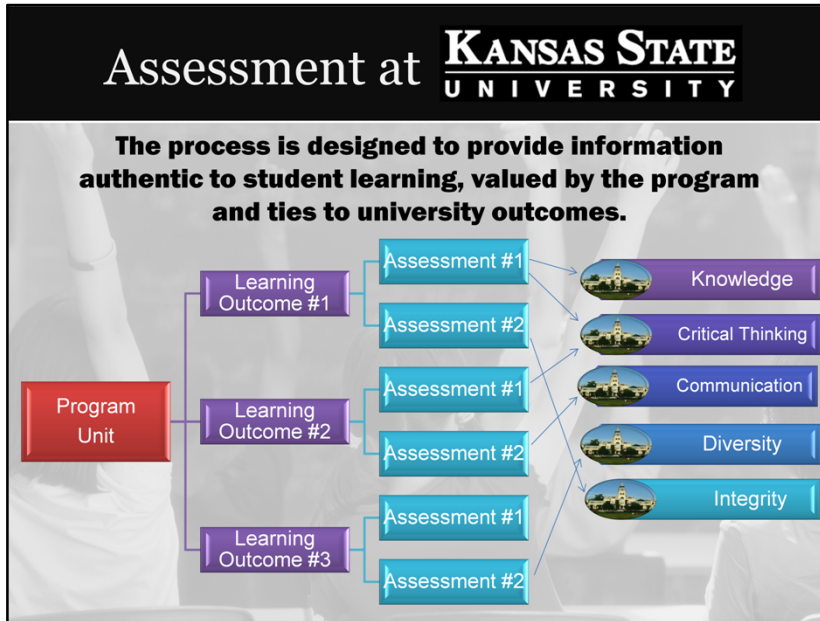 Assessment at
KANSAS STATE
UNIVERSITY
The process is designed to provide information
authentic to student learning, valued by the program
and ties to university outcomes.
Program
Unit
Learning
Outcome #1
Assessment #1
Assessment #2
Learning
Outcome #2
Assessment #1
Assessment #2
Learning
Outcome #3
Assessment #1
Assessment #2
Knowledge
Critical Thinking
Communication
Diversity
Integrity